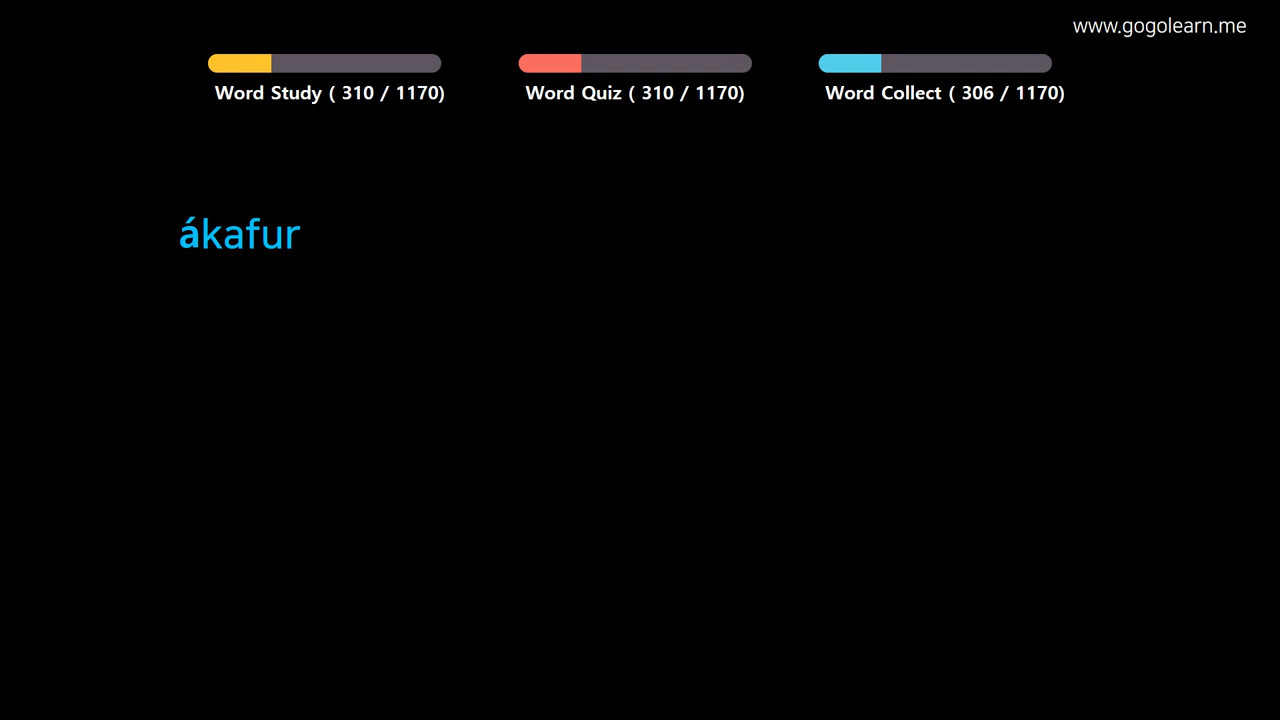 www.gogolearn.me
Word Study ( 310 / 1170)
Word Quiz ( 310 / 1170)
Word Collect ( 306 / 1170)
ákafur